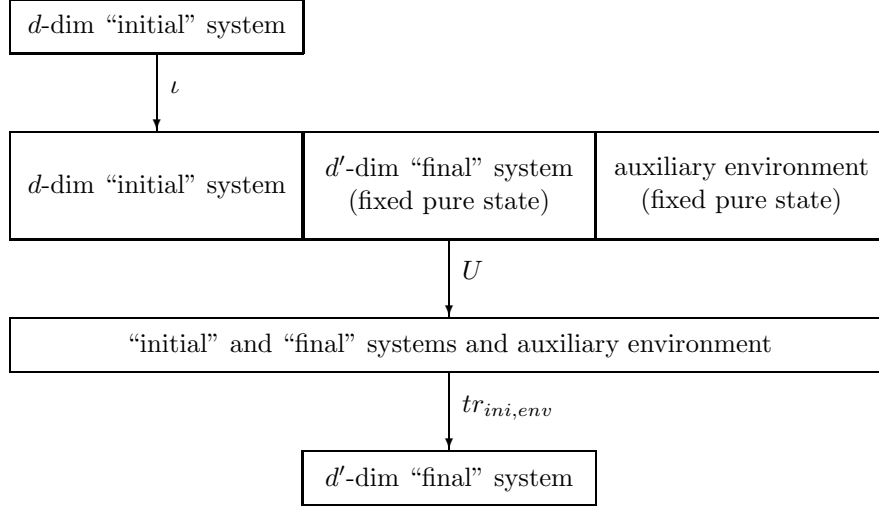 d-dim “initial” system
ι
d-dim “initial” system
d′-dim “final” system
(fixed pure state)
auxiliary environment
(fixed pure state)
U
“initial” and “final” systems and auxiliary environment
tr_{ini,env}
d′-dim “final” system